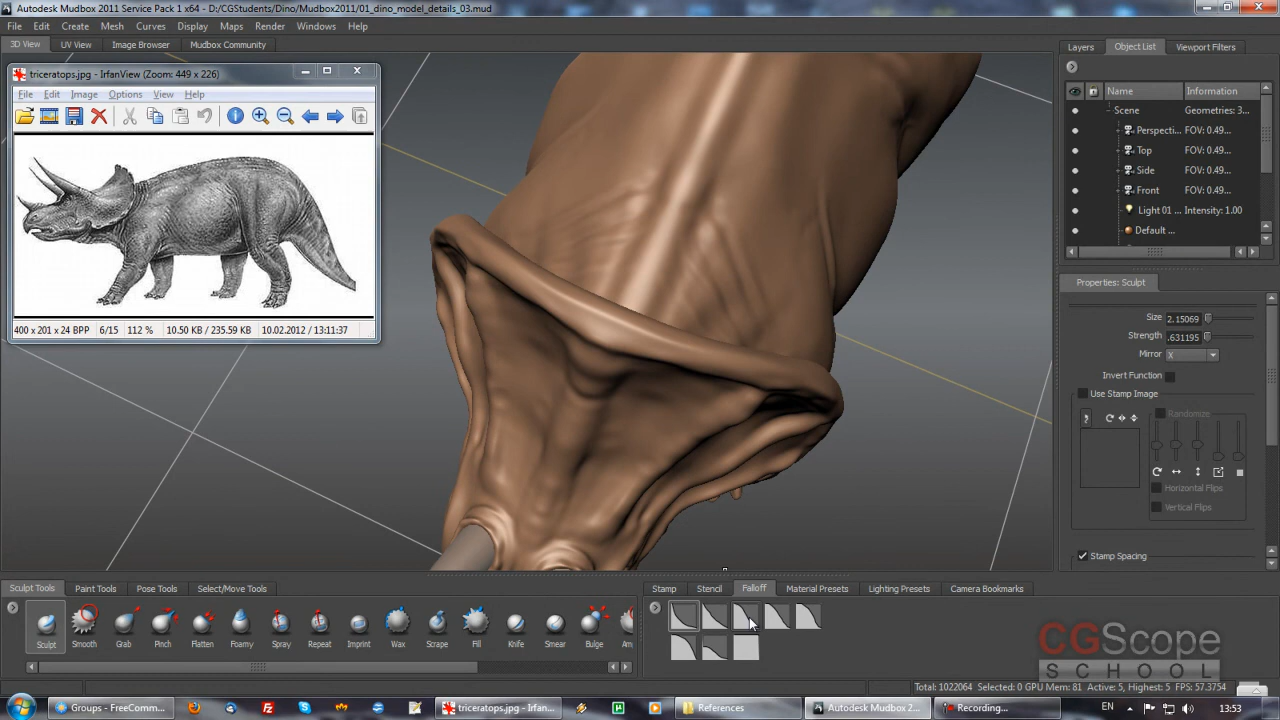 Autodesk Mudbox 2011 Service Pack 1 x64 - D:/CGStudents/Dino/Mudbox2011/01_dino_model_details_03.mud
File Edit Create Mesh Curves Display Maps Render Windows Help
3D View UV View Image Browser Mudbox Community
triceratops.jpg - IrfanView (Zoom: 449 x 226)
File Edit Image Options View Help
400 x 201 x 24 BPP 6/15 112 % 10.50 KB / 235.59 KB 10.02.2012 / 13:11:37
Layers Object List Viewport Filters
Name Information
Scene Geometries: 3...
Perspecti... FOV: 0.49...
Top FOV: 0.49...
Side FOV: 0.49...
Front FOV: 0.49...
Light 01 ... Intensity: 1.00
Default ...
Properties: Sculpt
Size 2.15069
Strength .631195
Mirror X
Invert Function
Use Stamp Image
Randomize
Horizontal Flips
Vertical Flips
Stamp Spacing
Sculpt Tools Paint Tools Pose Tools Select/Move Tools
Sculpt Smooth Grab Pinch Flatten Foamy Spray Repeat Imprint Wax Scrape Fill Knife Smear Bulge Am
Stamp Stencil Falloff Material Presets Lighting Presets Camera Bookmarks
CGScope
SCHOOL
Total: 1022064 Selected: 0 GPU Mem: 81 Active: 5, Highest: 5 FPS: 57.3754
Groups - FreeComm... triceratops.jpg - Irfan... References Autodesk Mudbox 2... Recording... EN 13:53